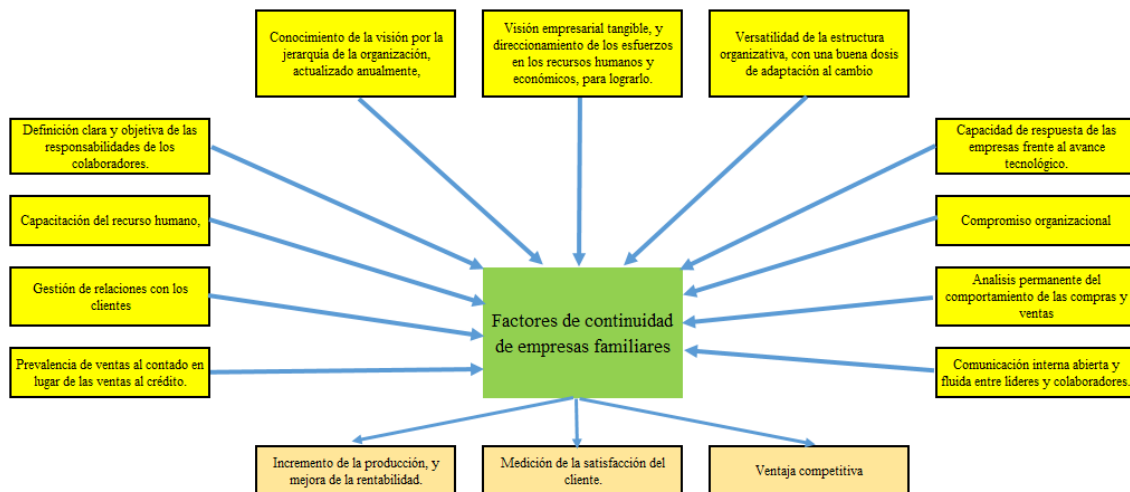 Conocimiento de la visión por la
jerarquía de la organización,
actualizado anualmente,
Visión empresarial tangible, y
direccionamiento de los esfuerzos
en los recursos humanos y
económicos, para lograrlo.
Versatilidad de la estructura
organizativa, con una buena dosis
de adaptación al cambio
Definición clara y objetiva de las
responsabilidades de los
colaboradores.
Capacidad de respuesta de las
empresas frente al avance
tecnológico.
Capacitación del recurso humano,
Compromiso organizacional
Gestión de relaciones con los
clientes
Analisis permanente del
comportamiento de las compras y
ventas
Factores de continuidad
de empresas familiares
Prevalencia de ventas al contado en
lugar de las ventas al crédito.
Comunicación interna abierta y
fluida entre líderes y colaboradores.
Incremento de la producción, y
mejora de la rentabilidad.
Medición de la satisfacción del
cliente.
Ventaja competitiva